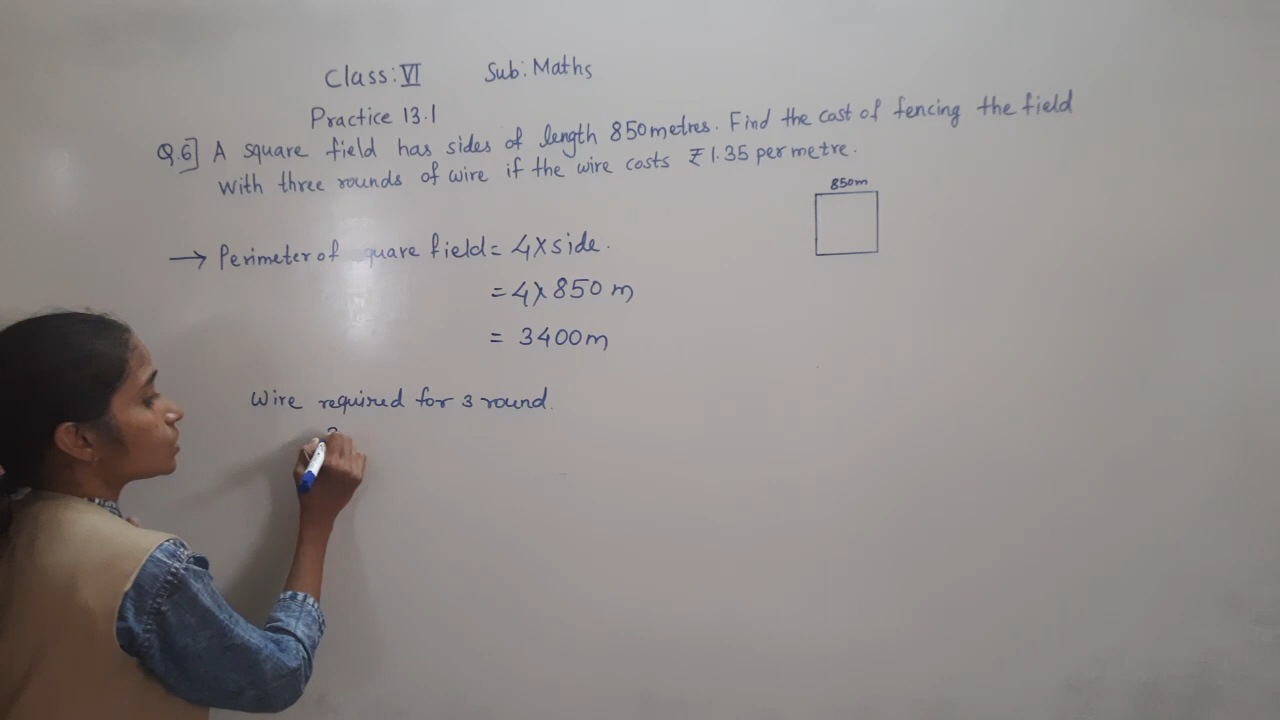 Class: VI Sub: Maths
Practice 13.1
Q.6] A square field has sides of length 850 metres. Find the cost of fencing the field
with three rounds of wire if the wire costs ₹ 1.35 per metre.
850m
→ Perimeter of square field = 4 × side.
= 4 × 850 m
= 3400 m
Wire required for 3 round.